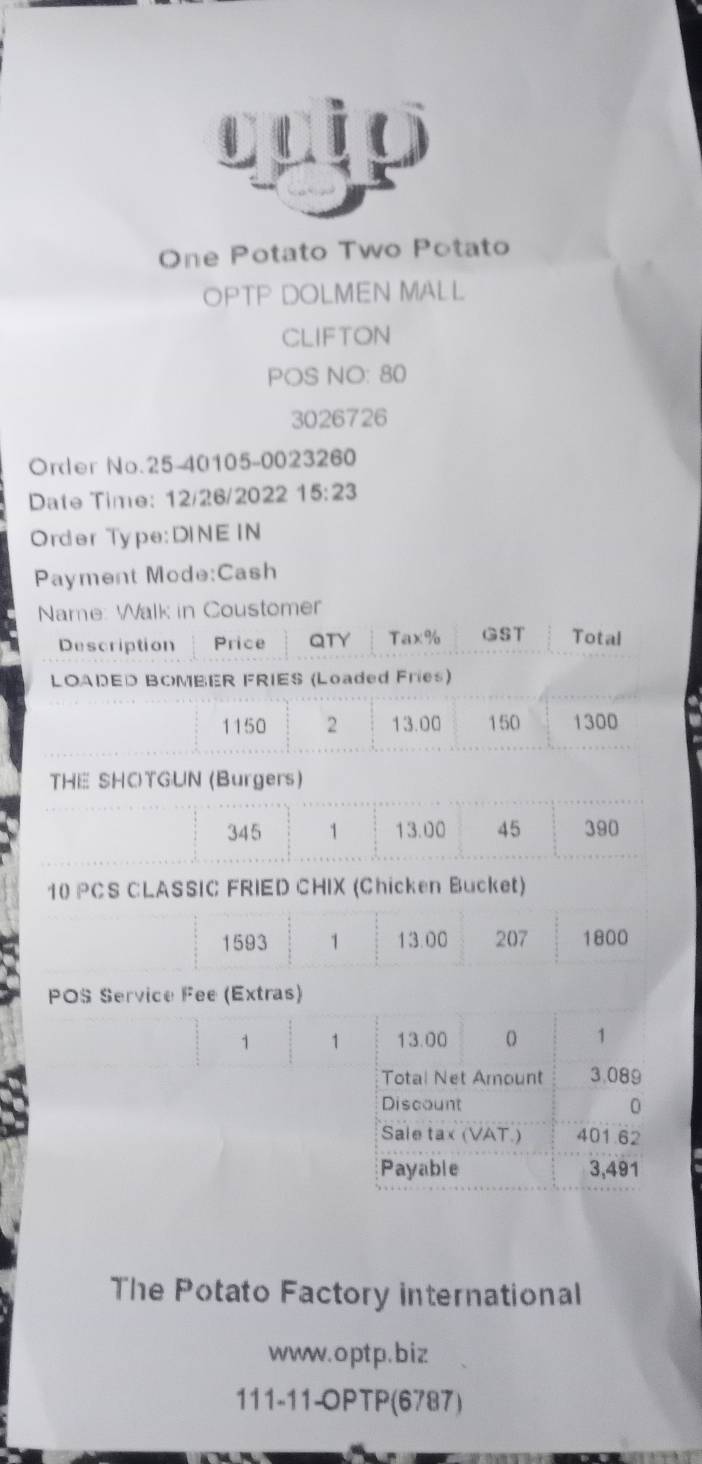 optp
One Potato Two Potato
OPTP DOLMEN MALL
CLIFTON
POS NO: 80
3026726
Order No.25-40105-0023260
Date Time: 12/26/2022 15:23
Order Type:DINE IN
Payment Mode:Cash
Name: Walk in Coustomer
Description Price QTY Tax% GST Total
LOADED BOMBER FRIES (Loaded Fries)
1150 2 13.00 150 1300
THE SHOTGUN (Burgers)
345 1 13.00 45 390
10 PCS CLASSIC FRIED CHIX (Chicken Bucket)
1593 1 13.00 207 1800
POS Service Fee (Extras)
1 1 13.00 0 1
Total Net Amount 3,089
Discount 0
Sale tax (VAT.) 401.62
Payable 3,491
The Potato Factory international
www.optp.biz
111-11-OPTP(6787)